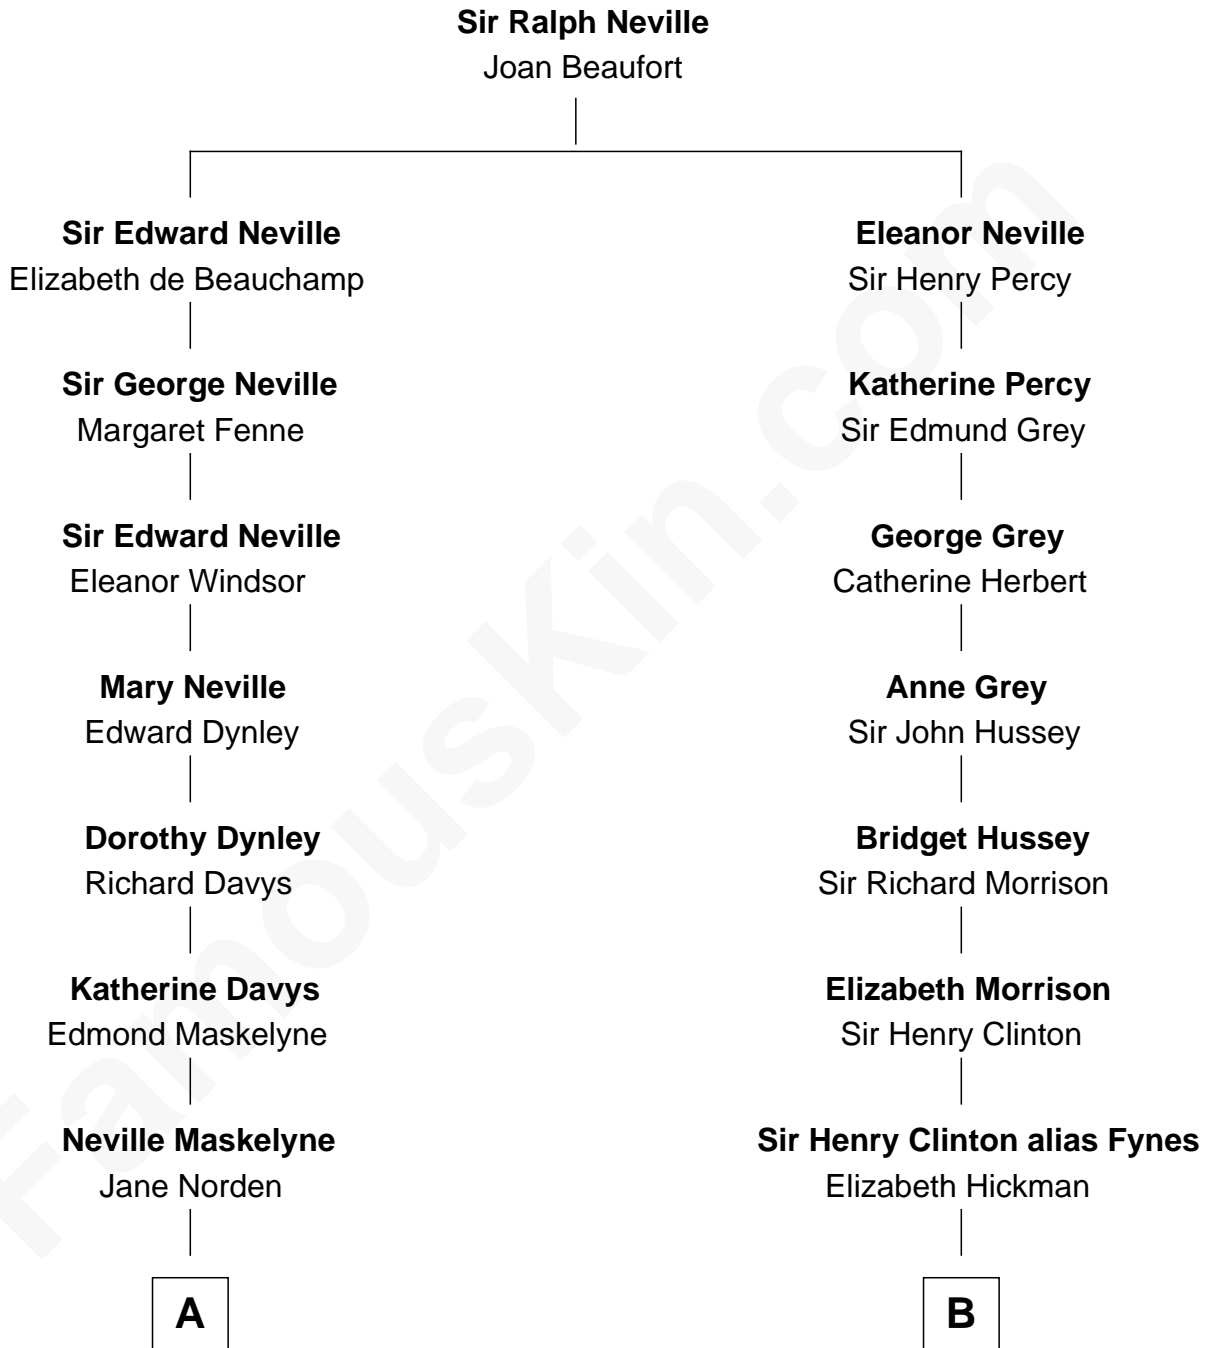 Sir Ralph Neville
Joan Beaufort
Sir Edward Neville
Elizabeth de Beauchamp
Eleanor Neville
Sir Henry Percy
Sir George Neville
Margaret Fenne
Katherine Percy
Sir Edmund Grey
Sir Edward Neville
Eleanor Windsor
George Grey
Catherine Herbert
Mary Neville
Edward Dynley
Anne Grey
Sir John Hussey
Dorothy Dynley
Richard Davys
Bridget Hussey
Sir Richard Morrison
Katherine Davys
Edmond Maskelyne
Elizabeth Morrison
Sir Henry Clinton
Neville Maskelyne
Jane Norden
Sir Henry Clinton alias Fynes
Elizabeth Hickman
A
B
FamousKin.com